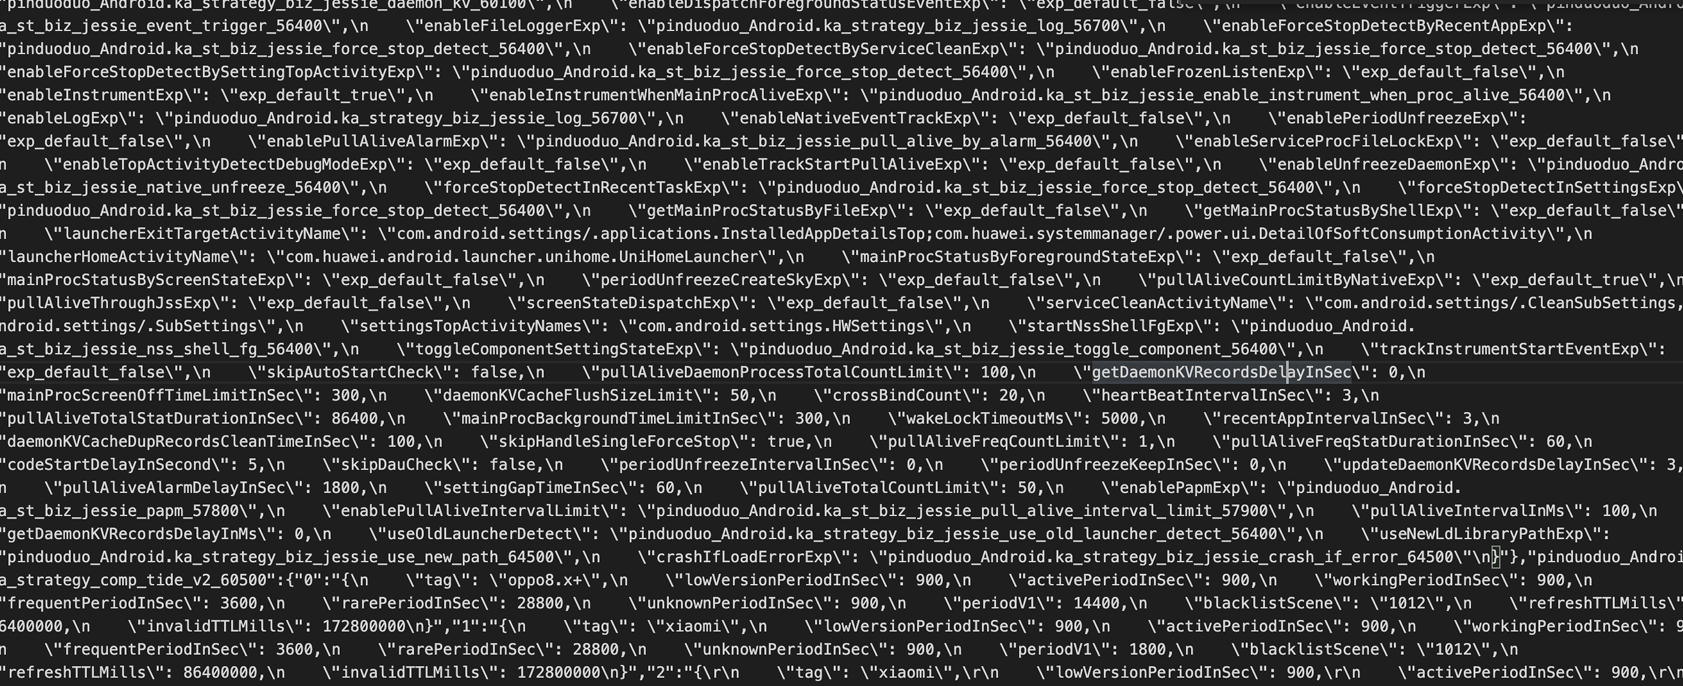 "pinduoduo_Android.ka_strategy_biz_jessie_daemon_kv_60100\",\n    \"enableDispatchForegroundStatusEventExp\": \"exp_default_false\",\n    \"enableEventTriggerExp\": \"pinduoduo_Andro
a_st_biz_jessie_event_trigger_56400\",\n    \"enableFileLoggerExp\": \"pinduoduo_Android.ka_strategy_biz_jessie_log_56700\",\n    \"enableForceStopDetectByRecentAppExp\":
"pinduoduo_Android.ka_st_biz_jessie_force_stop_detect_56400\",\n    \"enableForceStopDetectByServiceCleanExp\": \"pinduoduo_Android.ka_st_biz_jessie_force_stop_detect_56400\",\n
"enableForceStopDetectBySettingTopActivityExp\": \"pinduoduo_Android.ka_st_biz_jessie_force_stop_detect_56400\",\n    \"enableFrozenListenExp\": \"exp_default_false\",\n
"enableInstrumentExp\": \"exp_default_true\",\n    \"enableInstrumentWhenMainProcAliveExp\": \"pinduoduo_Android.ka_st_biz_jessie_enable_instrument_when_proc_alive_56400\",\n
"enableLogExp\": \"pinduoduo_Android.ka_strategy_biz_jessie_log_56700\",\n    \"enableNativeEventTrackExp\": \"exp_default_false\",\n    \"enablePeriodUnfreezeExp\":
"exp_default_false\",\n    \"enablePullAliveAlarmExp\": \"pinduoduo_Android.ka_st_biz_jessie_pull_alive_by_alarm_56400\",\n    \"enableServiceProcFileLockExp\": \"exp_default_false\"
n    \"enableTopActivityDetectDebugModeExp\": \"exp_default_false\",\n    \"enableTrackStartPullAliveExp\": \"exp_default_false\",\n    \"enableUnfreezeDaemonExp\": \"pinduoduo_Andro
a_st_biz_jessie_native_unfreeze_56400\",\n    \"forceStopDetectInRecentTaskExp\": \"pinduoduo_Android.ka_st_biz_jessie_force_stop_detect_56400\",\n    \"forceStopDetectInSettingsExp\
"pinduoduo_Android.ka_st_biz_jessie_force_stop_detect_56400\",\n    \"getMainProcStatusByFileExp\": \"exp_default_false\",\n    \"getMainProcStatusByShellExp\": \"exp_default_false\"
n    \"launcherExitTargetActivityName\": \"com.android.settings/.applications.InstalledAppDetailsTop;com.huawei.systemmanager/.power.ui.DetailOfSoftConsumptionActivity\",\n
"launcherHomeActivityName\": \"com.huawei.android.launcher.unihome.UniHomeLauncher\",\n    \"mainProcStatusByForegroundStateExp\": \"exp_default_false\",\n
"mainProcStatusByScreenStateExp\": \"exp_default_false\",\n    \"periodUnfreezeCreateSkyExp\": \"exp_default_false\",\n    \"pullAliveCountLimitByNativeExp\": \"exp_default_true\",\n
"pullAliveThroughJssExp\": \"exp_default_false\",\n    \"screenStateDispatchExp\": \"exp_default_false\",\n    \"serviceCleanActivityName\": \"com.android.settings/.CleanSubSettings,
ndroid.settings/.SubSettings\",\n    \"settingsTopActivityNames\": \"com.android.settings.HWSettings\",\n    \"startNssShellFgExp\": \"pinduoduo_Android.
a_st_biz_jessie_nss_shell_fg_56400\",\n    \"toggleComponentSettingStateExp\": \"pinduoduo_Android.ka_st_biz_jessie_toggle_component_56400\",\n    \"trackInstrumentStartEventExp\":
"exp_default_false\",\n    \"skipAutoStartCheck\": false,\n    \"pullAliveDaemonProcessTotalCountLimit\": 100,\n    \"getDaemonKVRecordsDelayInSec\": 0,\n
"mainProcScreenOffTimeLimitInSec\": 300,\n    \"daemonKVCacheFlushSizeLimit\": 50,\n    \"crossBindCount\": 20,\n    \"heartBeatIntervalInSec\": 3,\n
"pullAliveTotalStatDurationInSec\": 86400,\n    \"mainProcBackgroundTimeLimitInSec\": 300,\n    \"wakeLockTimeoutMs\": 5000,\n    \"recentAppIntervalInSec\": 3,\n
"daemonKVCacheDupRecordsCleanTimeInSec\": 100,\n    \"skipHandleSingleForceStop\": true,\n    \"pullAliveFreqCountLimit\": 1,\n    \"pullAliveFreqStatDurationInSec\": 60,\n
"codeStartDelayInSecond\": 5,\n    \"skipDauCheck\": false,\n    \"periodUnfreezeIntervalInSec\": 0,\n    \"periodUnfreezeKeepInSec\": 0,\n    \"updateDaemonKVRecordsDelayInSec\": 3,
n    \"pullAliveAlarmDelayInSec\": 1800,\n    \"settingGapTimeInSec\": 60,\n    \"pullAliveTotalCountLimit\": 50,\n    \"enablePapmExp\": \"pinduoduo_Android.
a_st_biz_jessie_papm_57800\",\n    \"enablePullAliveIntervalLimit\": \"pinduoduo_Android.ka_st_biz_jessie_pull_alive_interval_limit_57900\",\n    \"pullAliveIntervalInMs\": 100,\n
"getDaemonKVRecordsDelayInMs\": 0,\n    \"useOldLauncherDetect\": \"pinduoduo_Android.ka_strategy_biz_jessie_use_old_launcher_detect_56400\",\n    \"useNewLdLibraryPathExp\":
"pinduoduo_Android.ka_strategy_biz_jessie_use_new_path_64500\",\n    \"crashIfLoadErrorExp\": \"pinduoduo_Android.ka_strategy_biz_jessie_crash_if_error_64500\"\n}"},"pinduoduo_Androi
a_strategy_comp_tide_v2_60500":{"0":"{\n    \"tag\": \"oppo8.x+\",\n    \"lowVersionPeriodInSec\": 900,\n    \"activePeriodInSec\": 900,\n    \"workingPeriodInSec\": 900,\n
"frequentPeriodInSec\": 3600,\n    \"rarePeriodInSec\": 28800,\n    \"unknownPeriodInSec\": 900,\n    \"periodV1\": 14400,\n    \"blacklistScene\": \"1012\",\n    \"refreshTTLMills\"
6400000,\n    \"invalidTTLMills\": 172800000\n}","1":"{\n    \"tag\": \"xiaomi\",\n    \"lowVersionPeriodInSec\": 900,\n    \"activePeriodInSec\": 900,\n    \"workingPeriodInSec\": 9
    \"frequentPeriodInSec\": 3600,\n    \"rarePeriodInSec\": 28800,\n    \"unknownPeriodInSec\": 900,\n    \"periodV1\": 1800,\n    \"blacklistScene\": \"1012\",\n
"refreshTTLMills\": 86400000,\n    \"invalidTTLMills\": 172800000\n}","2":"{\r\n    \"tag\": \"xiaomi\",\r\n    \"lowVersionPeriodInSec\": 900,\r\n    \"activePeriodInSec\": 900,\r\n